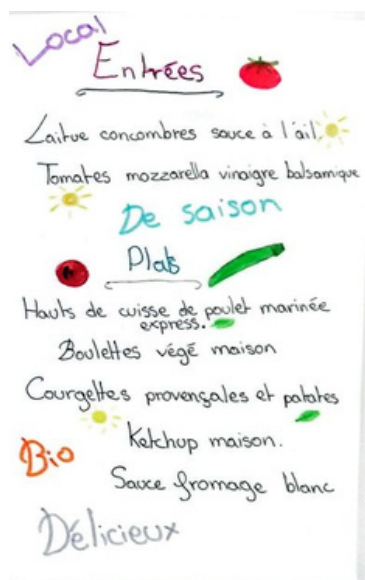 Local
Entrées
Laitue concombres sauce à l'ail.
Tomates mozzarella vinaigre balsamique
De saison
Plats
Hauts de cuisse de poulet marinée
express.
Boulettes végé maison
Courgettes provençales et patates
Ketchup maison.
Bio
Sauce fromage blanc
Délicieux